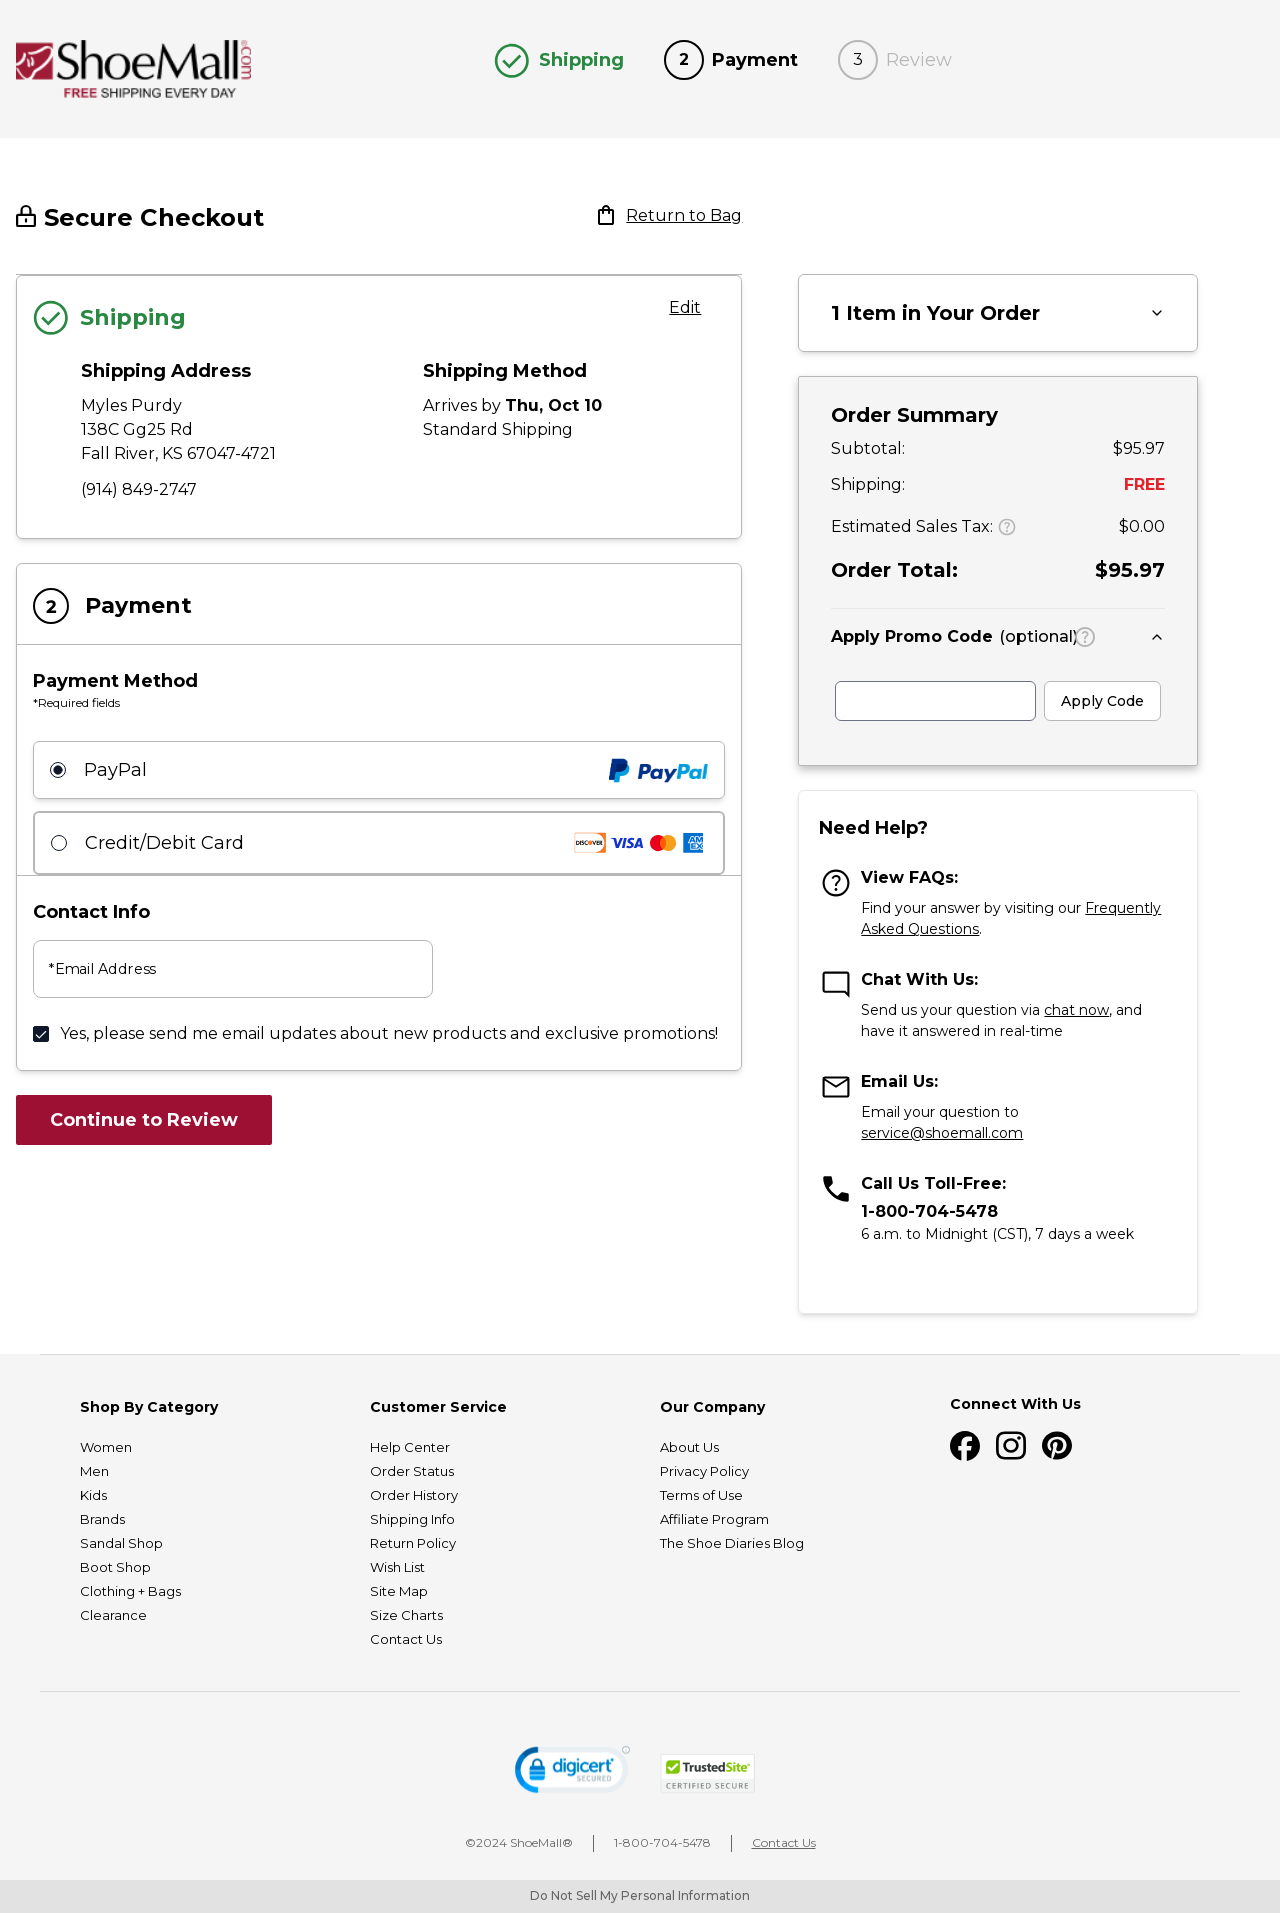 ShoeMall®.com
FREE SHIPPING EVERY DAY
Shipping
2 Payment
3 Review
Secure Checkout
Return to Bag
Shipping
Edit
Shipping Address
Myles Purdy
138C Gg25 Rd
Fall River, KS 67047-4721
(914) 849-2747
Shipping Method
Arrives by Thu, Oct 10
Standard Shipping
2 Payment
Payment Method
*Required fields
PayPal
PayPal
Credit/Debit Card
DISCOVER VISA AMEX
Contact Info
*Email Address
Yes, please send me email updates about new products and exclusive promotions!
Continue to Review
1 Item in Your Order
Order Summary
Subtotal: $95.97
Shipping: FREE
Estimated Sales Tax: ? $0.00
Order Total: $95.97
Apply Promo Code (optional) ?
Apply Code
Need Help?
View FAQs:
Find your answer by visiting our Frequently
Asked Questions.
Chat With Us:
Send us your question via chat now, and
have it answered in real-time
Email Us:
Email your question to
service@shoemall.com
Call Us Toll-Free:
1-800-704-5478
6 a.m. to Midnight (CST), 7 days a week
Shop By Category
Women
Men
Kids
Brands
Sandal Shop
Boot Shop
Clothing + Bags
Clearance
Customer Service
Help Center
Order Status
Order History
Shipping Info
Return Policy
Wish List
Site Map
Size Charts
Contact Us
Our Company
About Us
Privacy Policy
Terms of Use
Affiliate Program
The Shoe Diaries Blog
Connect With Us
digicert
SECURED
TrustedSite
CERTIFIED SECURE
©2024 ShoeMall®
1-800-704-5478
Contact Us
Do Not Sell My Personal Information